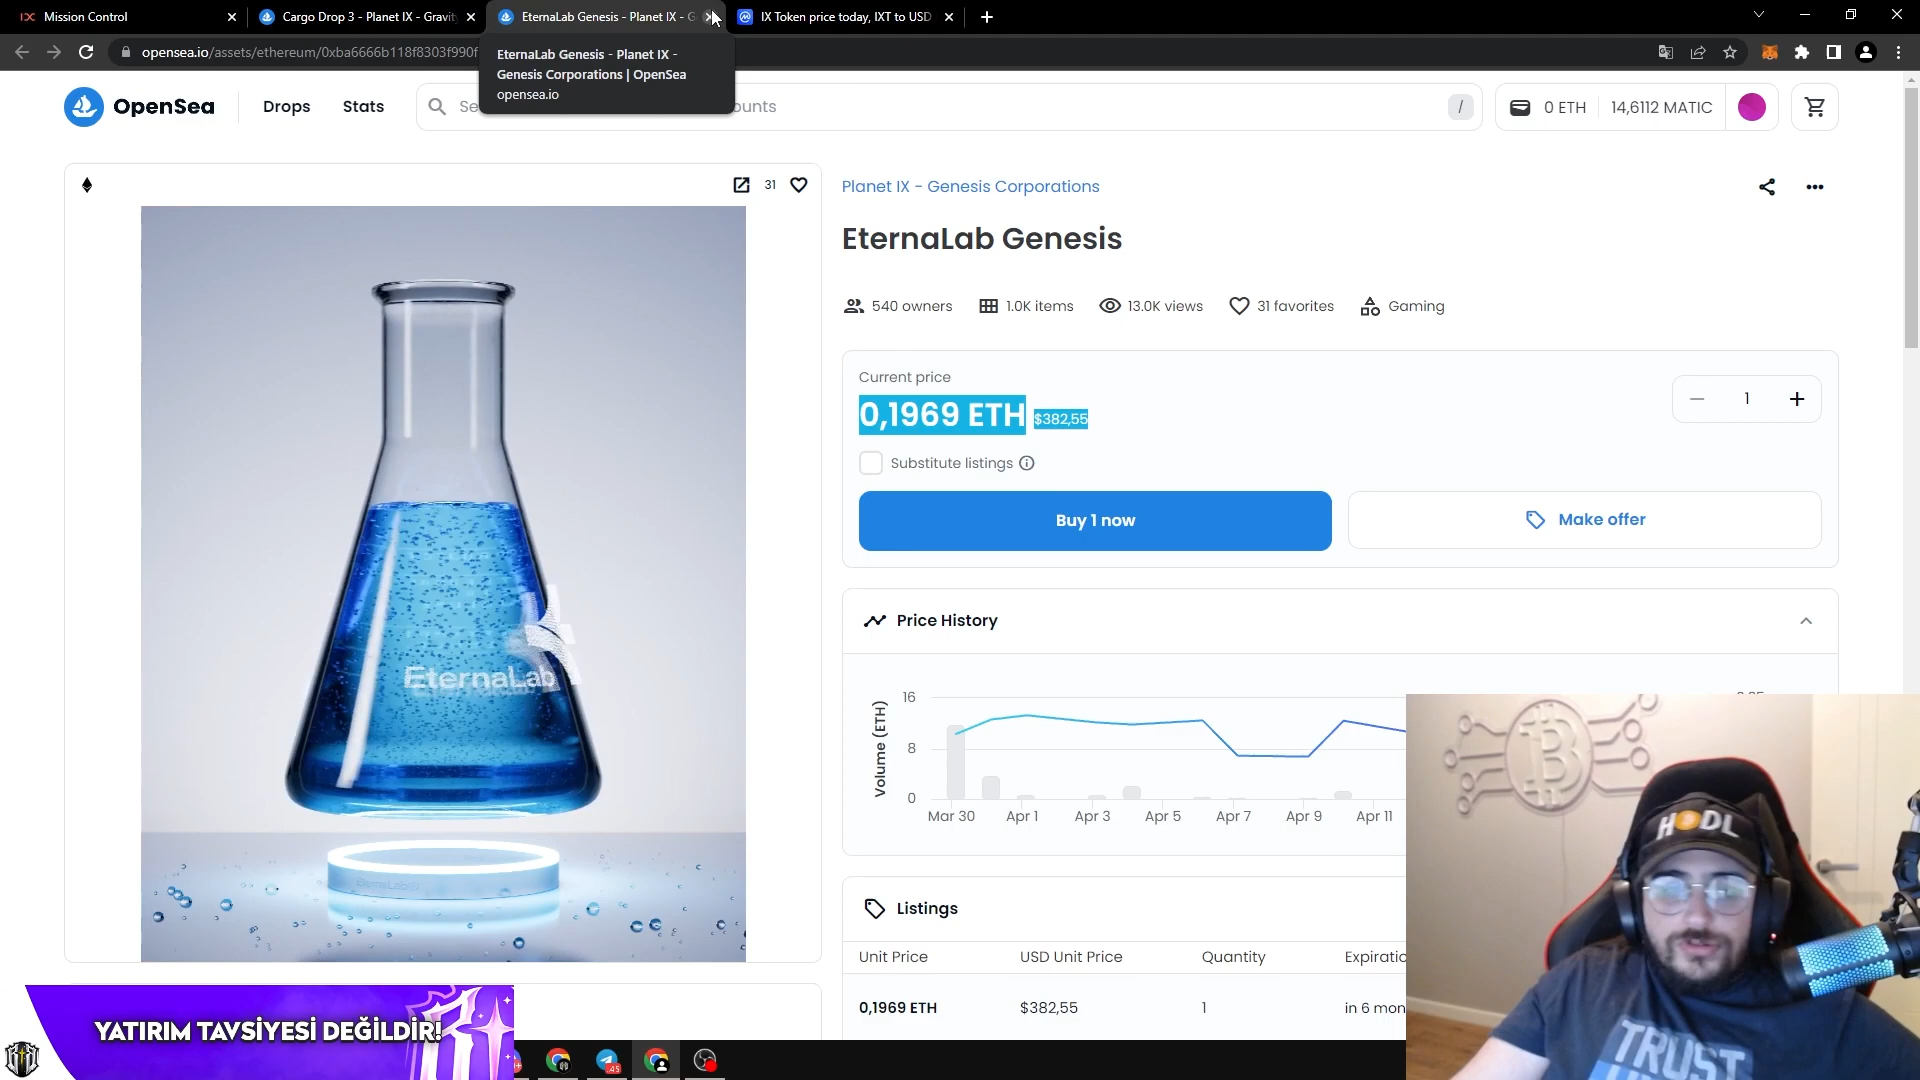 Mission Control
Cargo Drop 3 - Planet IX - Gravity
EternaLab Genesis - Planet IX - G
IX Token price today, IXT to USD
opensea.io/assets/ethereum/0xba6666b118f8303f990f
EternaLab Genesis - Planet IX -
Genesis Corporations | OpenSea
opensea.io
OpenSea
Drops
Stats
/
0 ETH
14,6112 MATIC
31
Planet IX - Genesis Corporations
EternaLab Genesis
540 owners
1.0K items
13.0K views
31 favorites
Gaming
Current price
0,1969 ETH $382,55
1
Substitute listings
Buy 1 now
Make offer
Price History
Volume (ETH)
16
8
0
Mar 30
Apr 1
Apr 3
Apr 5
Apr 7
Apr 9
Apr 11
Listings
Unit Price
USD Unit Price
Quantity
Expiratio
0,1969 ETH
$382,55
1
in 6 mon
EternaLab
YATIRIM TAVSİYESİ DEĞİLDİR!
45
HODL
TRUST